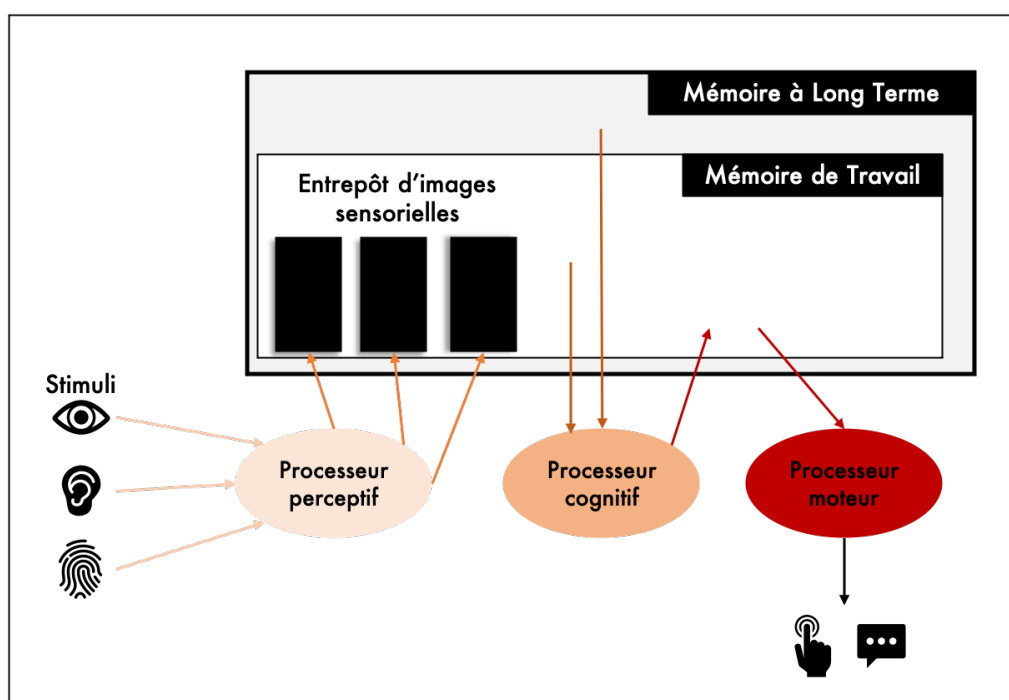 Mémoire à Long Terme
Mémoire de Travail
Entrepôt d’images
sensorielles
Stimuli
Processeur
perceptif
Processeur
cognitif
Processeur
moteur